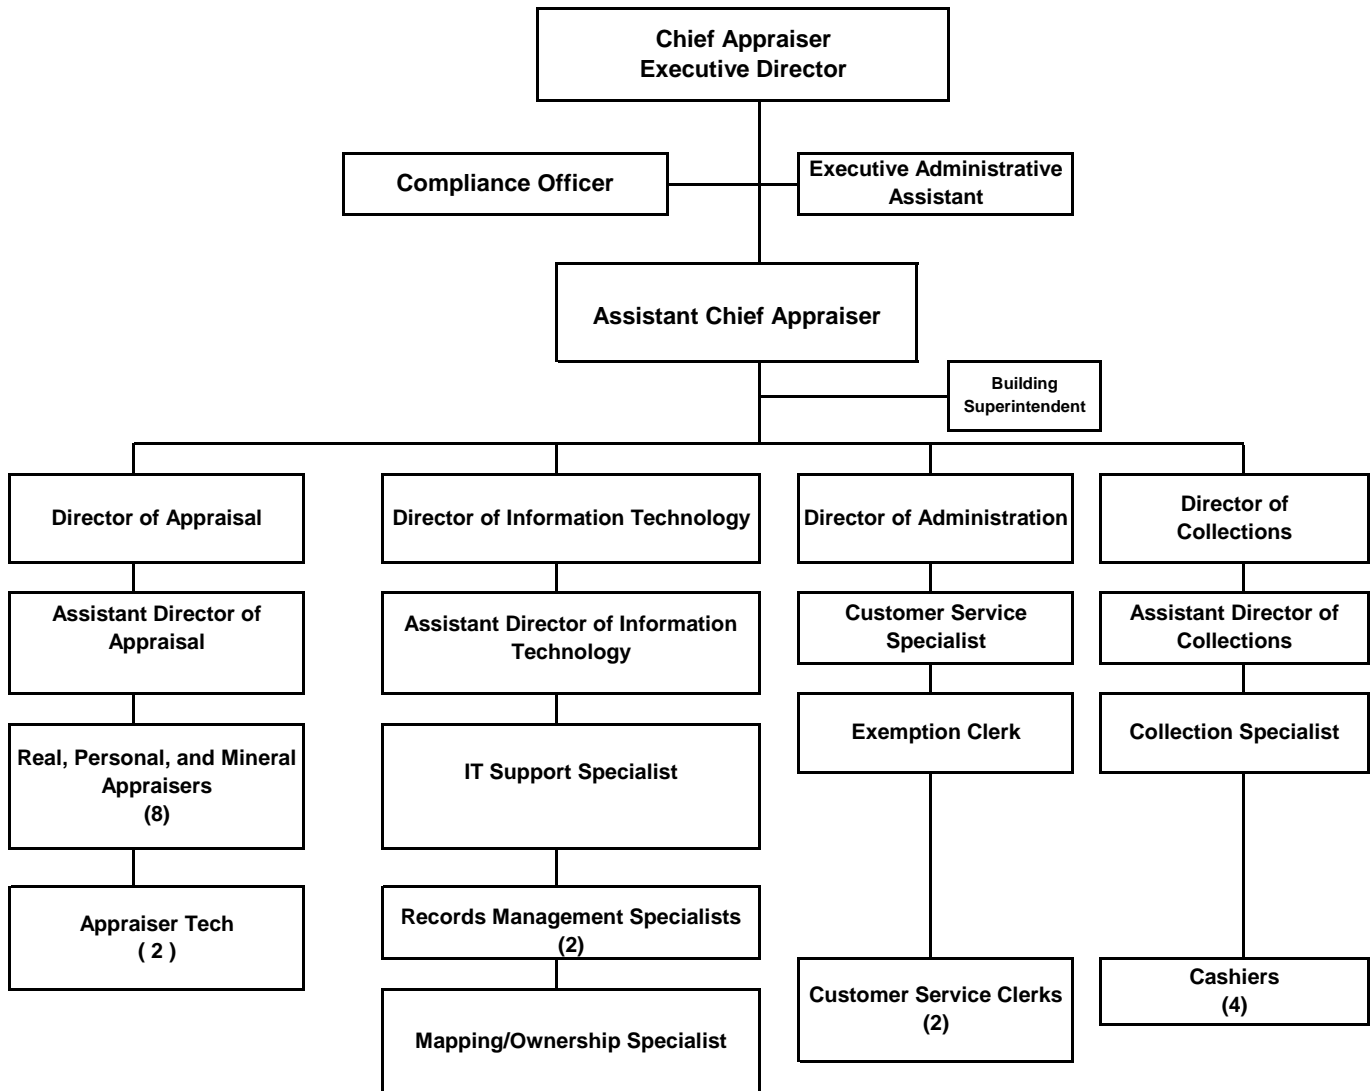 Chief Appraiser
Executive Director
Compliance Officer
Executive Administrative
Assistant
Assistant Chief Appraiser
Building
Superintendent
Director of Appraisal
Director of Information Technology
Director of Administration
Director of
Collections
Assistant Director of
Appraisal
Assistant Director of Information
Technology
Customer Service
Specialist
Assistant Director of
Collections
Real, Personal, and Mineral
Appraisers
(8)
IT Support Specialist
Exemption Clerk
Collection Specialist
Appraiser Tech
( 2 )
Records Management Specialists
(2)
Customer Service Clerks
(2)
Cashiers
(4)
Mapping/Ownership Specialist